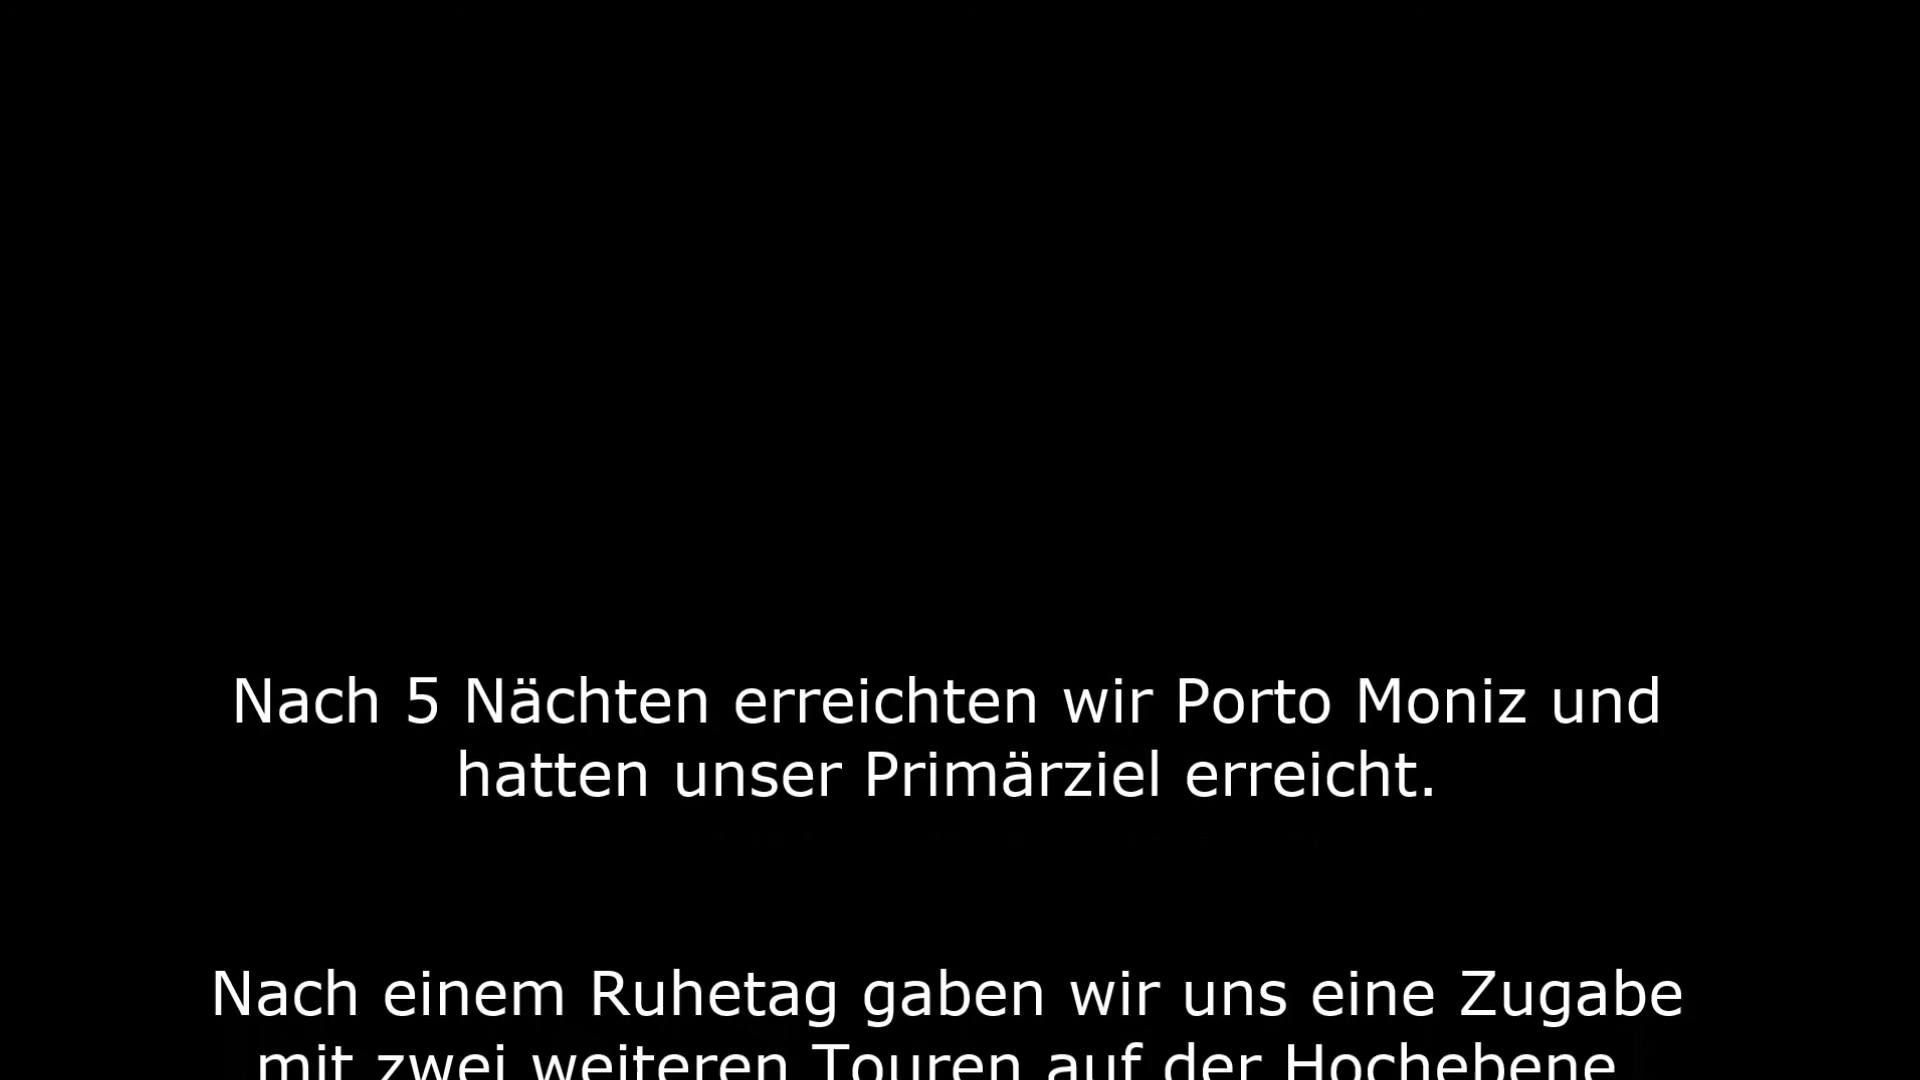 Nach 5 Nächten erreichten wir Porto Moniz und
hatten unser Primärziel erreicht.
Nach einem Ruhetag gaben wir uns eine Zugabe
mit zwei weiteren Touren auf der Hochebene